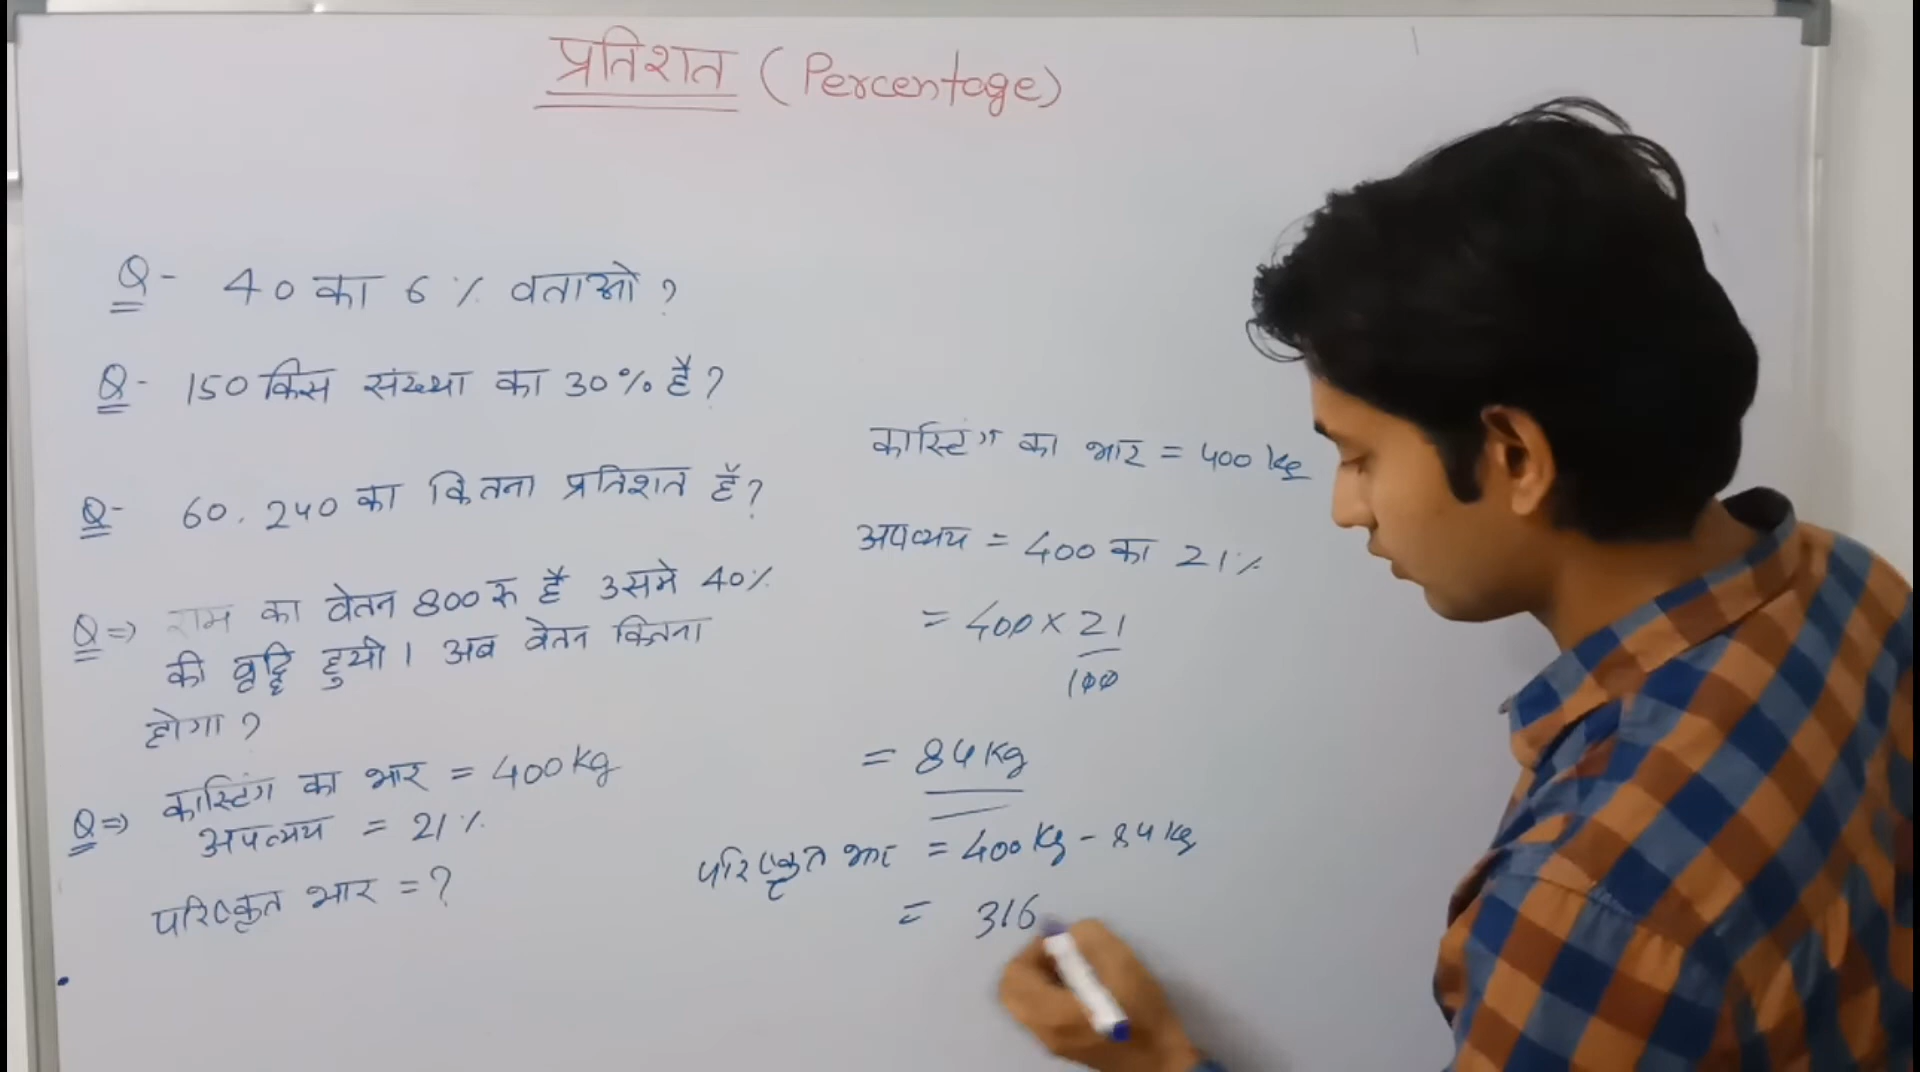 प्रतिशत (Percentage)
Q- 40 का 6% बताओ ?
Q- 150 किस संख्या का 30% है ?
Q- 60, 240 का कितना प्रतिशत है ?
Q⇒ राम का वेतन 800 रु है उसमे 40%
की वृद्धि हुयी । अब वेतन कितना
होगा ?
Q⇒ कास्टिंग का भार = 400 kg
अपव्यय = 21%
परिष्कृत भार = ?
कास्टिंग का भार = 400 kg
अपव्यय = 400 का 21%
= 400 × 21
100
= 84 Kg
परिष्कृत भार = 400 Kg - 84 kg
= 316